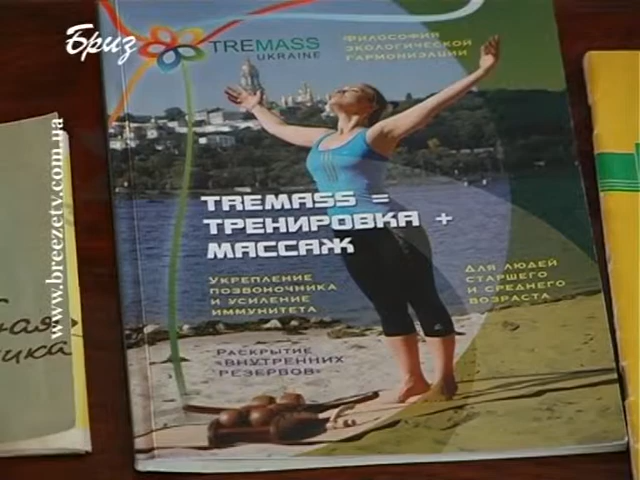 Бриз
TREMASS
UKRAINE
ФИЛОСОФИЯ
ЭКОЛОГИЧЕСКОЙ
ГАРМОНИЗАЦИИ
www.breezetv.com.ua
TREMASS =
ТРЕНИРОВКА +
МАССАЖ
УКРЕПЛЕНИЕ
ПОЗВОНОЧНИКА
И УСИЛЕНИЕ
ИММУНИТЕТА
ДЛЯ ЛЮДЕЙ
СТАРШЕГО
И СРЕДНЕГО
ВОЗРАСТА
РАСКРЫТИЕ
«ВНУТРЕННИХ
РЕЗЕРВОВ»